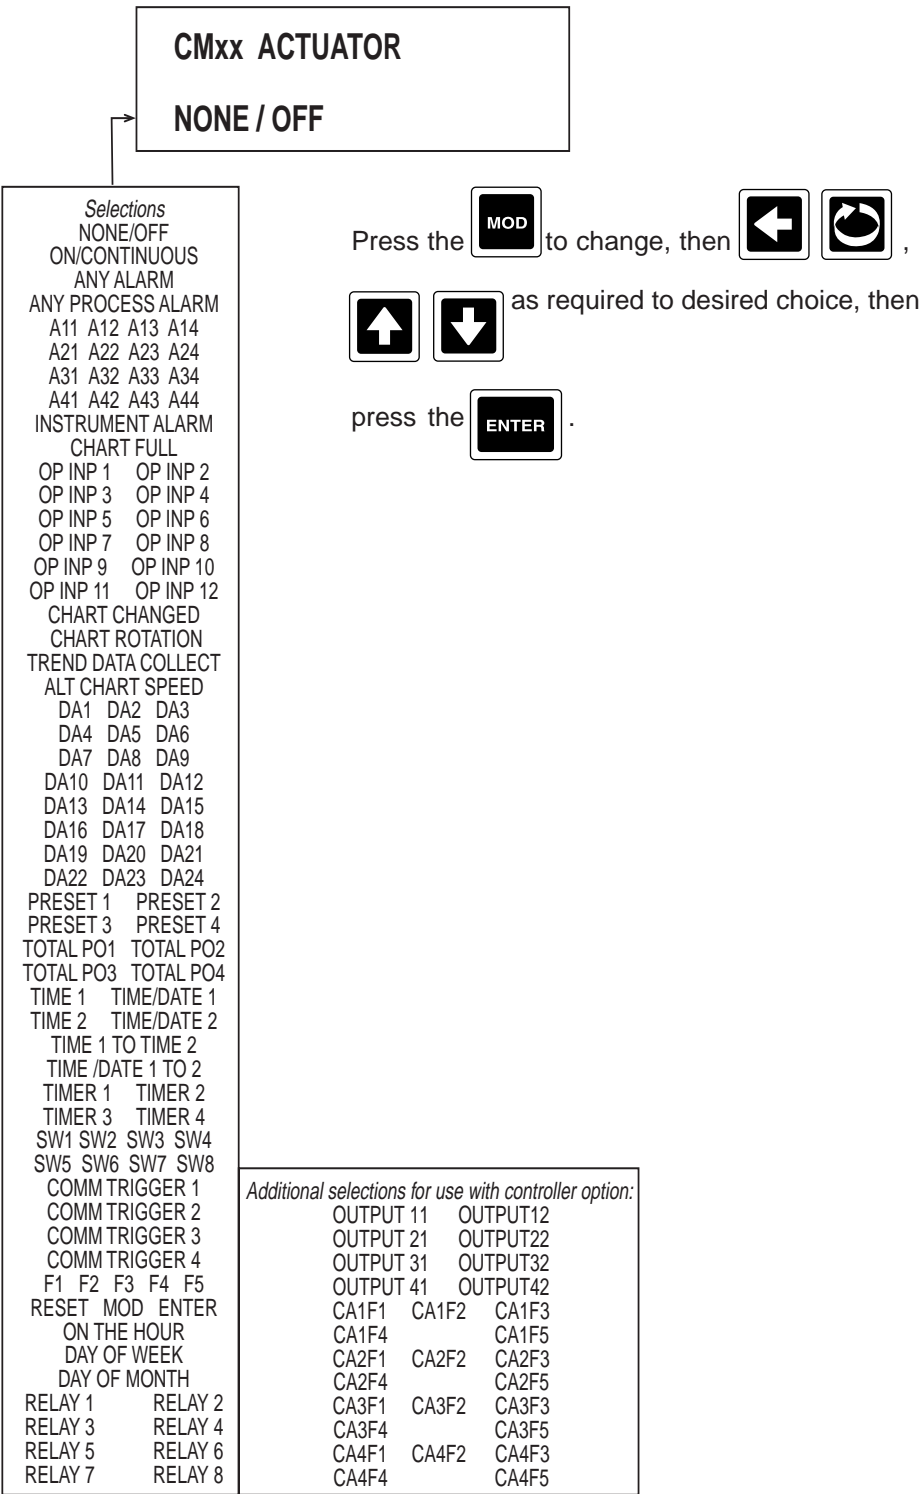 CMxx ACTUATOR
NONE / OFF
Selections
NONE/OFF
ON/CONTINUOUS
ANY ALARM
ANY PROCESS ALARM
A11 A12 A13 A14
A21 A22 A23 A24
A31 A32 A33 A34
A41 A42 A43 A44
INSTRUMENT ALARM
CHART FULL
OP INP 1 OP INP 2
OP INP 3 OP INP 4
OP INP 5 OP INP 6
OP INP 7 OP INP 8
OP INP 9 OP INP 10
OP INP 11 OP INP 12
CHART CHANGED
CHART ROTATION
TREND DATA COLLECT
ALT CHART SPEED
DA1 DA2 DA3
DA4 DA5 DA6
DA7 DA8 DA9
DA10 DA11 DA12
DA13 DA14 DA15
DA16 DA17 DA18
DA19 DA20 DA21
DA22 DA23 DA24
PRESET 1 PRESET 2
PRESET 3 PRESET 4
TOTAL PO1 TOTAL PO2
TOTAL PO3 TOTAL PO4
TIME 1 TIME/DATE 1
TIME 2 TIME/DATE 2
TIME 1 TO TIME 2
TIME /DATE 1 TO 2
TIMER 1 TIMER 2
TIMER 3 TIMER 4
SW1 SW2 SW3 SW4
SW5 SW6 SW7 SW8
COMM TRIGGER 1
COMM TRIGGER 2
COMM TRIGGER 3
COMM TRIGGER 4
F1 F2 F3 F4 F5
RESET MOD ENTER
ON THE HOUR
DAY OF WEEK
DAY OF MONTH
RELAY 1 RELAY 2
RELAY 3 RELAY 4
RELAY 5 RELAY 6
RELAY 7 RELAY 8
Press the MOD to change, then ,
as required to desired choice, then
press the ENTER .
Additional selections for use with controller option:
OUTPUT 11 OUTPUT12
OUTPUT 21 OUTPUT22
OUTPUT 31 OUTPUT32
OUTPUT 41 OUTPUT42
CA1F1 CA1F2 CA1F3
CA1F4 CA1F5
CA2F1 CA2F2 CA2F3
CA2F4 CA2F5
CA3F1 CA3F2 CA3F3
CA3F4 CA3F5
CA4F1 CA4F2 CA4F3
CA4F4 CA4F5